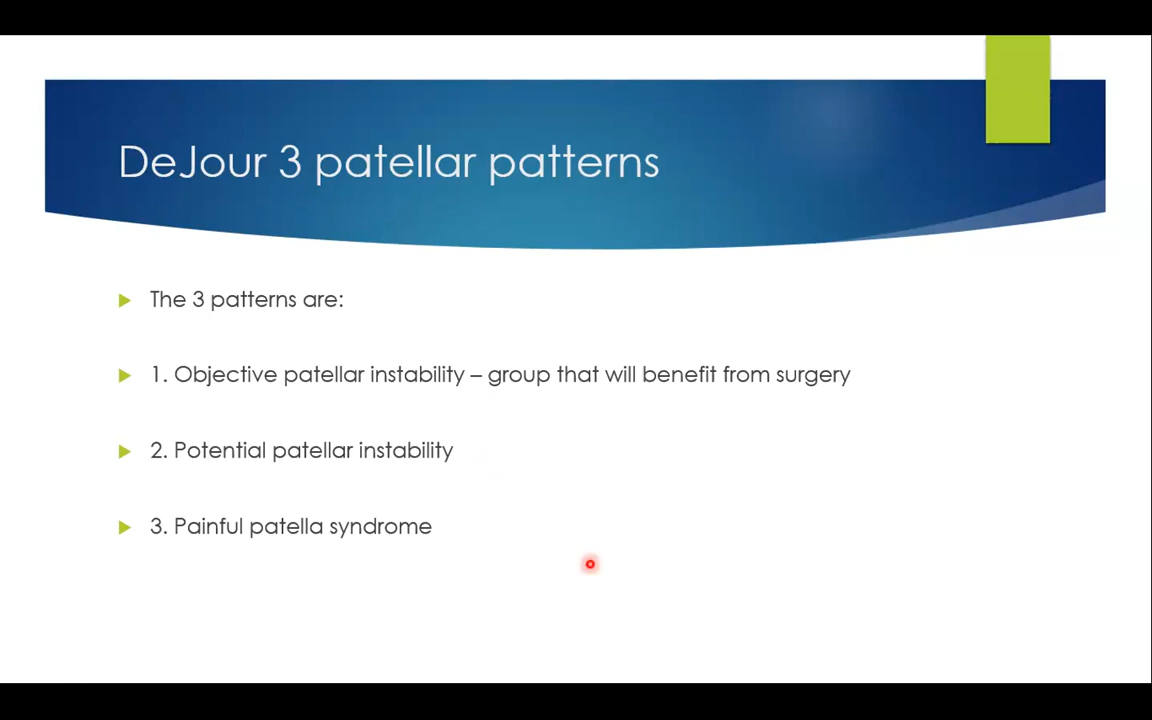 DeJour 3 patellar patterns
The 3 patterns are:
1. Objective patellar instability – group that will benefit from surgery
2. Potential patellar instability
3. Painful patella syndrome